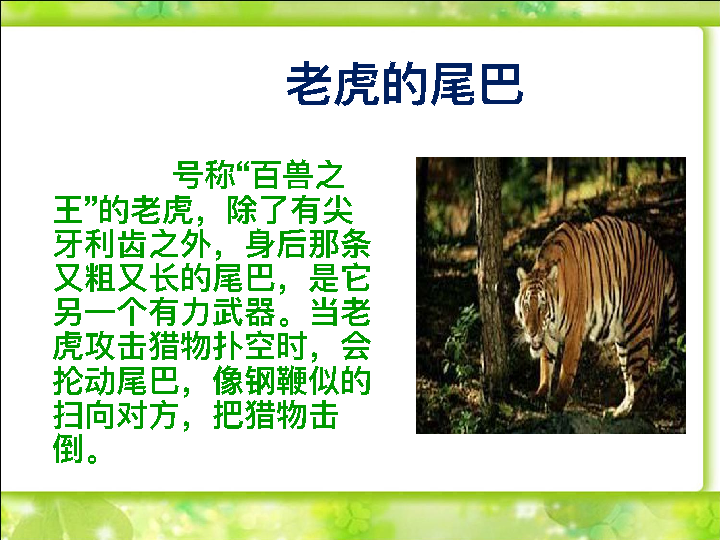 老虎的尾巴
号称“百兽之
王”的老虎，除了有尖
牙利齿之外，身后那条
又粗又长的尾巴，是它
另一个有力武器。当老
虎攻击猎物扑空时，会
抡动尾巴，像钢鞭似的
扫向对方，把猎物击
倒。